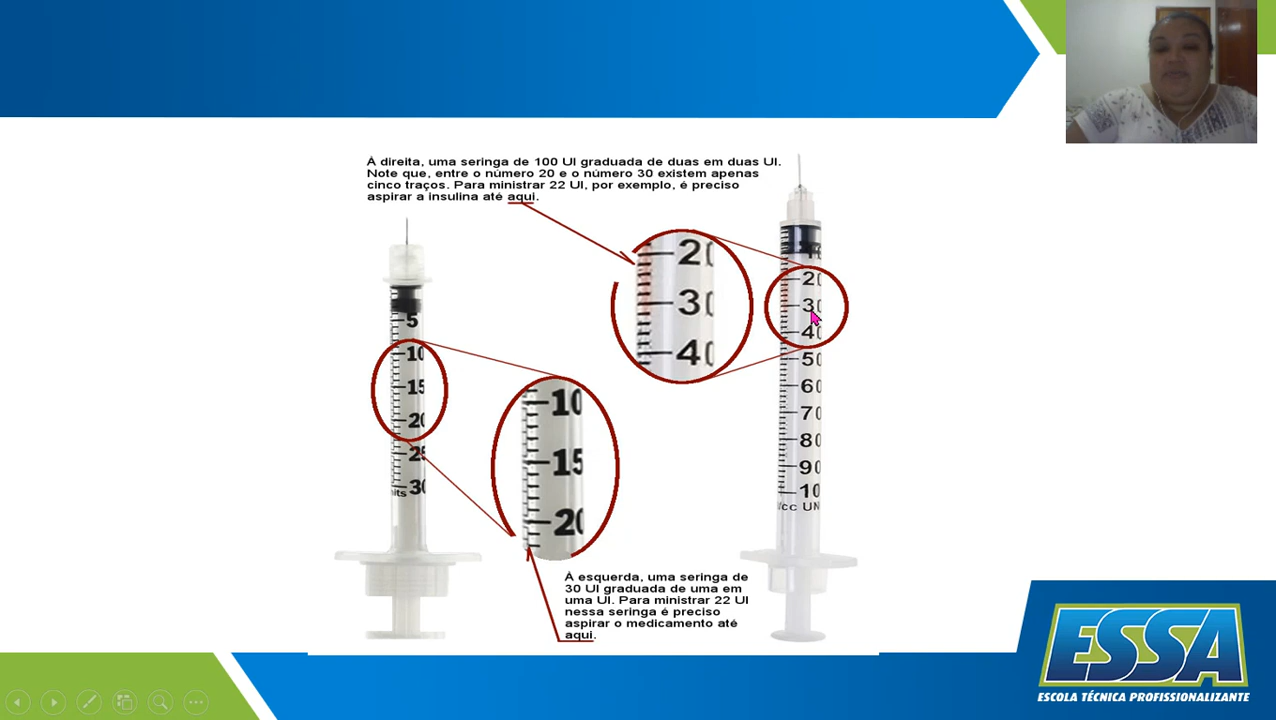 À direita, uma seringa de 100 UI graduada de duas em duas UI.
Note que, entre o número 20 e o número 30 existem apenas
cinco traços. Para ministrar 22 UI, por exemplo, é preciso
aspirar a insulina até aqui.
5
10
15
20
25
30
20
30
40
10
15
20
20
30
40
50
60
70
80
90
10
À esquerda, uma seringa de
30 UI graduada de uma em
uma UI. Para ministrar 22 UI
nessa seringa é preciso
aspirar o medicamento até
aqui.
ESSA
ESCOLA TÉCNICA PROFISSIONALIZANTE